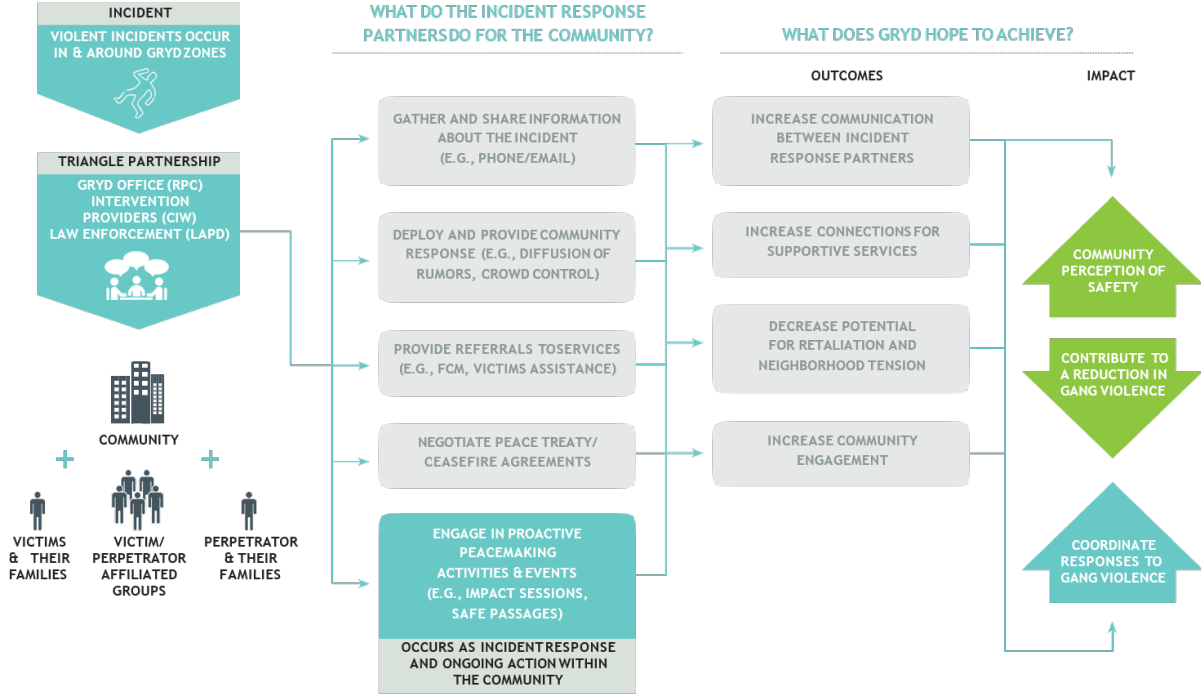 INCIDENT
VIOLENT INCIDENTS OCCUR
IN & AROUND GRYD ZONES
TRIANGLE PARTNERSHIP
GRYD OFFICE (RPC)
INTERVENTION
PROVIDERS (CIW)
LAW ENFORCEMENT (LAPD)
COMMUNITY
+
+
VICTIMS
& THEIR
FAMILIES
VICTIM/
PERPETRATOR
AFFILIATED
GROUPS
PERPETRATOR
& THEIR
FAMILIES
WHAT DO THE INCIDENT RESPONSE
PARTNERSDO FOR THE COMMUNITY?
GATHER AND SHARE INFORMATION
ABOUT THE INCIDENT
(E.G., PHONE/EMAIL)
DEPLOY AND PROVIDE COMMUNITY
RESPONSE (E.G., DIFFUSION OF
RUMORS, CROWD CONTROL)
PROVIDE REFERRALS TOSERVICES
(E.G., FCM, VICTIMS ASSISTANCE)
NEGOTIATE PEACE TREATY/
CEASEFIRE AGREEMENTS
ENGAGE IN PROACTIVE
PEACEMAKING
ACTIVITIES & EVENTS
(E.G., IMPACT SESSIONS,
SAFE PASSAGES)
OCCURS AS INCIDENT RESPONSE
AND ONGOING ACTION WITHIN
THE COMMUNITY
WHAT DOES GRYD HOPE TO ACHIEVE?
OUTCOMES
INCREASE COMMUNICATION
BETWEEN INCIDENT
RESPONSE PARTNERS
INCREASE CONNECTIONS FOR
SUPPORTIVE SERVICES
DECREASE POTENTIAL
FOR RETALIATION AND
NEIGHBORHOOD TENSION
INCREASE COMMUNITY
ENGAGEMENT
IMPACT
COMMUNITY
PERCEPTION OF
SAFETY
CONTRIBUTE TO
A REDUCTION IN
GANG VIOLENCE
COORDINATE
RESPONSES TO
GANG VIOLENCE